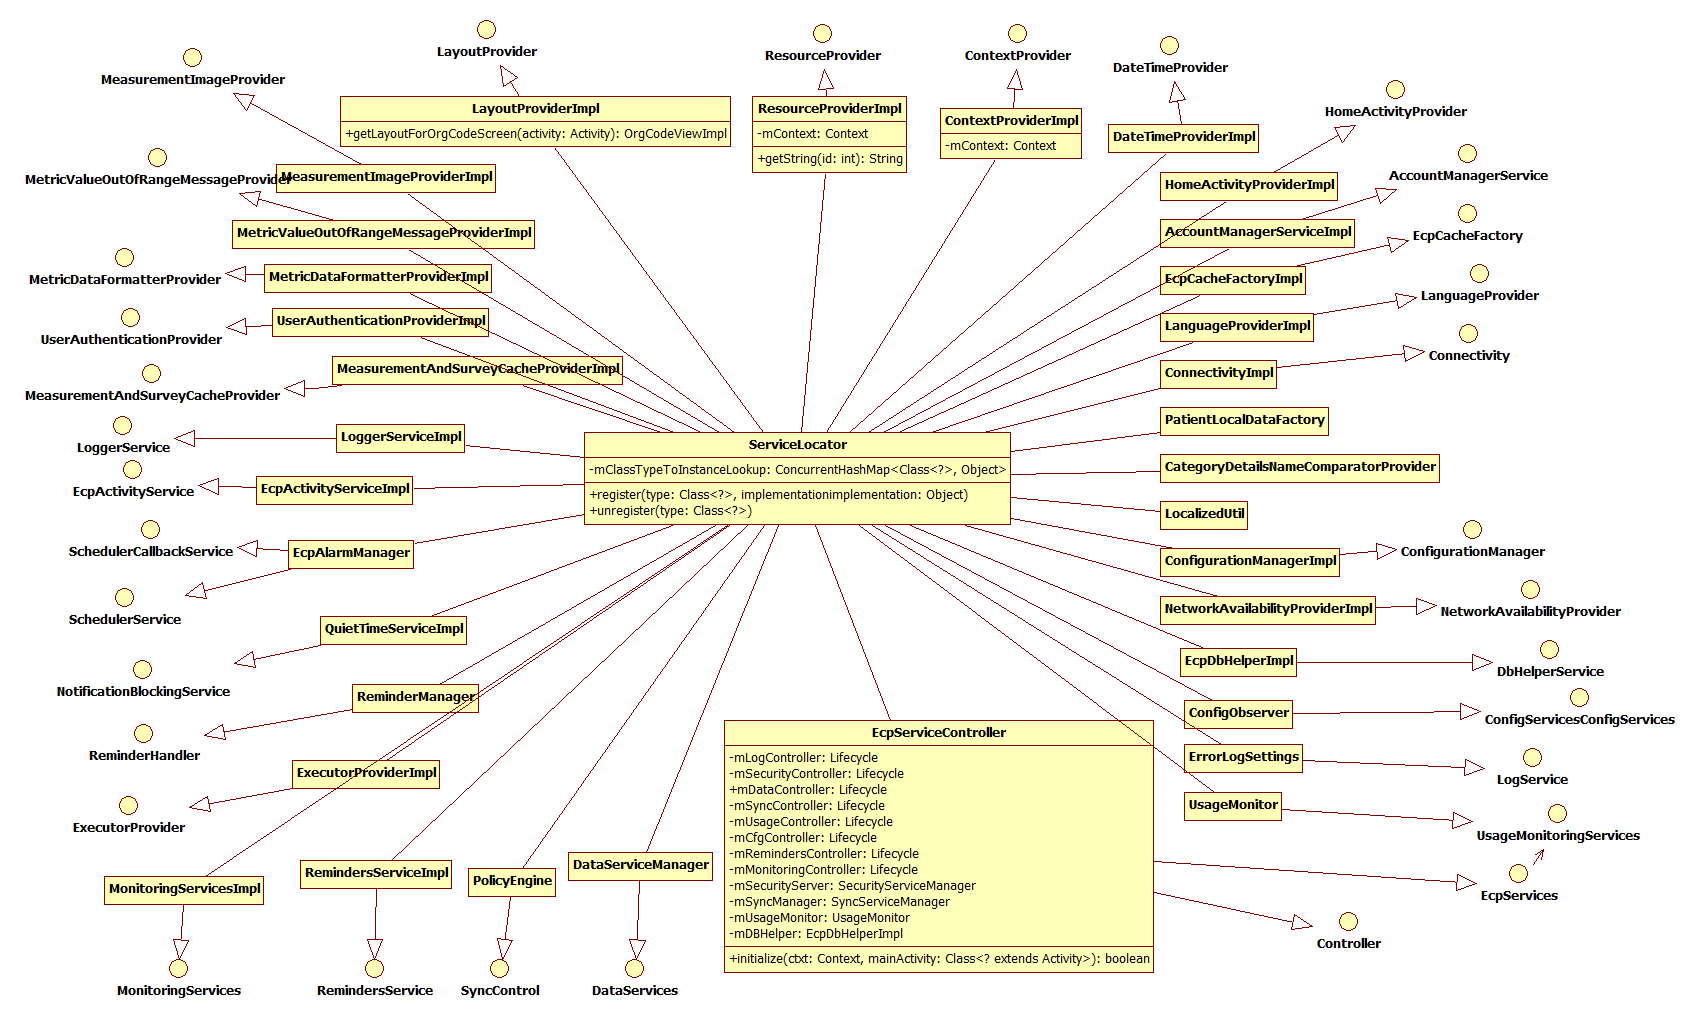 LayoutProvider
ResourceProvider
ContextProvider
DateTimeProvider
MeasurementImageProvider
HomeActivityProvider
LayoutProviderImpl
+getLayoutForOrgCodeScreen(activity: Activity): OrgCodeViewImpl
ResourceProviderImpl
-mContext: Context
+getString(id: int): String
ContextProviderImpl
-mContext: Context
DateTimeProviderImpl
MetricValueOutOfRangeMessageProvider
MeasurementImageProviderImpl
HomeActivityProviderImpl
AccountManagerService
MetricValueOutOfRangeMessageProviderImpl
AccountManagerServiceImpl
EcpCacheFactory
MetricDataFormatterProvider
MetricDataFormatterProviderImpl
EcpCacheFactoryImpl
LanguageProvider
UserAuthenticationProvider
UserAuthenticationProviderImpl
LanguageProviderImpl
Connectivity
MeasurementAndSurveyCacheProvider
MeasurementAndSurveyCacheProviderImpl
ConnectivityImpl
LoggerService
LoggerServiceImpl
PatientLocalDataFactory
ServiceLocator
-mClassTypeToInstanceLookup: ConcurrentHashMap<Class<?>, Object>
+register(type: Class<?>, implementationimplementation: Object)
+unregister(type: Class<?>)
CategoryDetailsNameComparatorProvider
EcpActivityService
EcpActivityServiceImpl
LocalizedUtil
SchedulerCallbackService
EcpAlarmManager
ConfigurationManagerImpl
ConfigurationManager
SchedulerService
NetworkAvailabilityProviderImpl
NetworkAvailabilityProvider
QuietTimeServiceImpl
EcpDbHelperImpl
DbHelperService
NotificationBlockingService
ReminderManager
ConfigObserver
ConfigServicesConfigServices
ReminderHandler
ErrorLogSettings
LogService
ExecutorProviderImpl
ExecutorProvider
UsageMonitor
UsageMonitoringServices
EcpServiceController
-mLogController: Lifecycle
-mSecurityController: Lifecycle
+mDataController: Lifecycle
-mSyncController: Lifecycle
-mUsageController: Lifecycle
-mCfgController: Lifecycle
-mRemindersController: Lifecycle
-mMonitoringController: Lifecycle
-mSecurityServer: SecurityServiceManager
-mSyncManager: SyncServiceManager
-mUsageMonitor: UsageMonitor
-mDBHelper: EcpDbHelperImpl
+initialize(ctxt: Context, mainActivity: Class<? extends Activity>): boolean
MonitoringServicesImpl
RemindersServiceImpl
PolicyEngine
DataServiceManager
EcpServices
Controller
MonitoringServices
RemindersService
SyncControl
DataServices